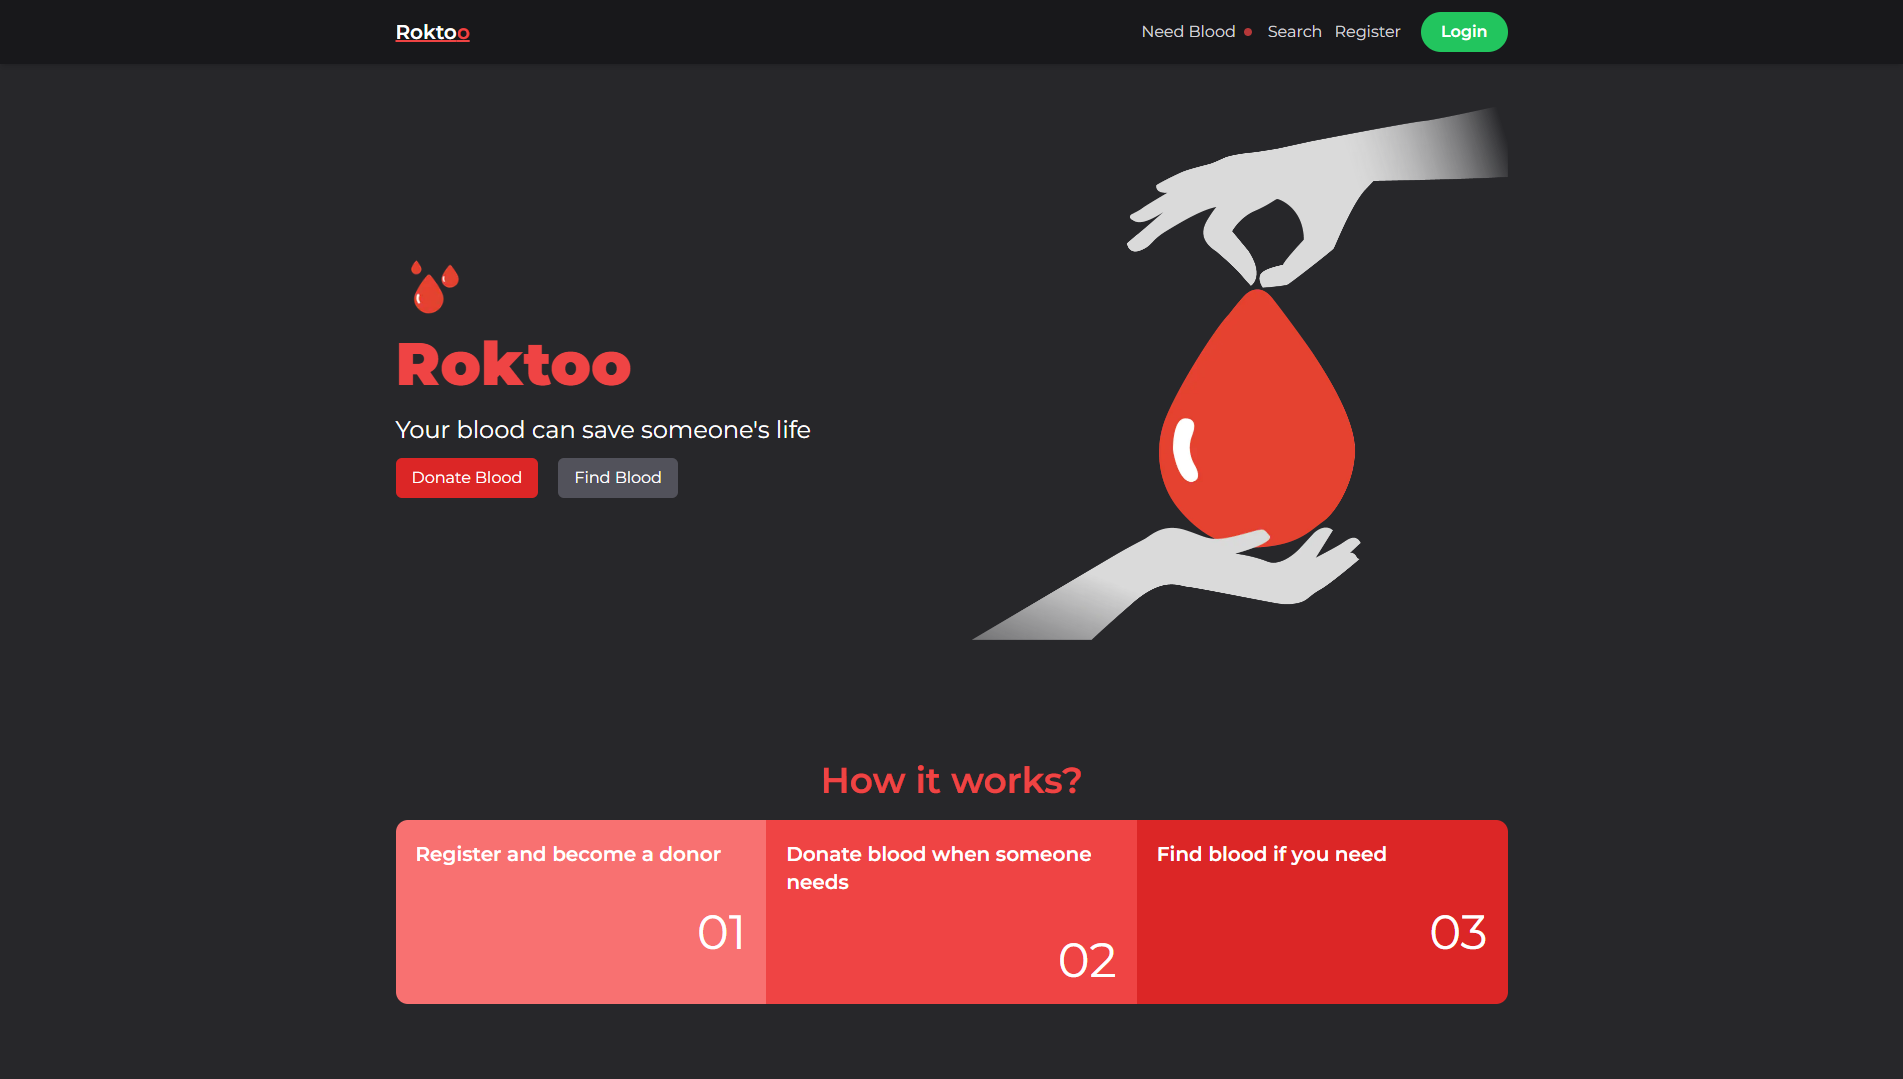 Roktoo
Need Blood
Search
Register
Login
Roktoo
Your blood can save someone's life
Donate Blood
Find Blood
How it works?
Register and become a donor
01
Donate blood when someone
needs
02
Find blood if you need
03